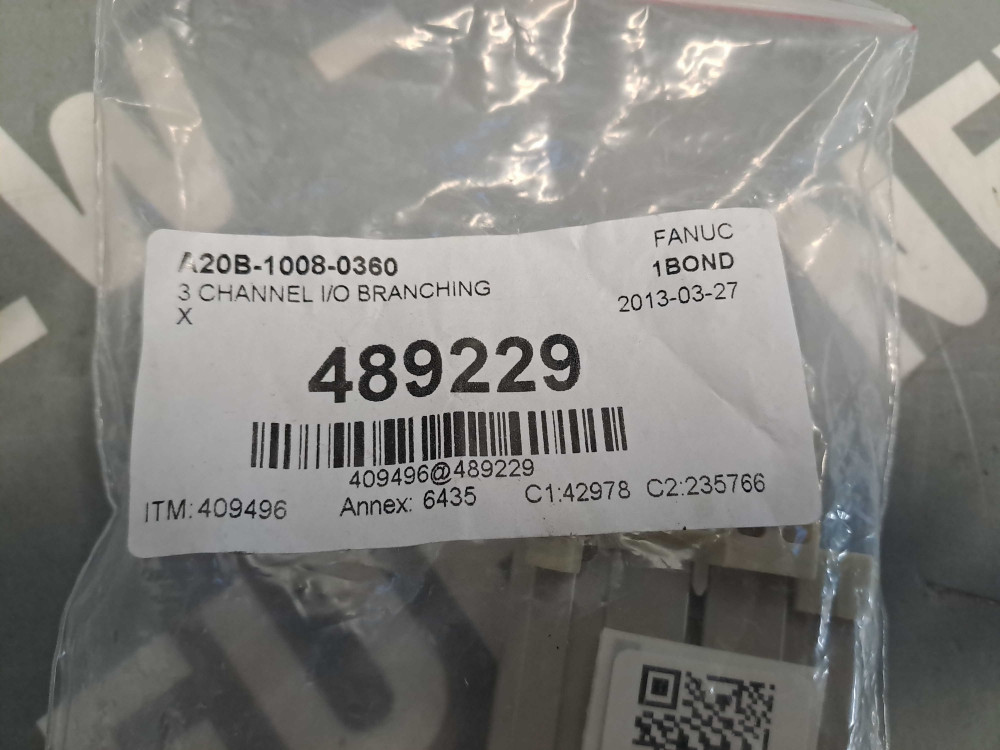 A20B-1008-0360
3 CHANNEL I/O BRANCHING
X
FANUC
1BOND
2013-03-27
489229
409496@489229
ITM: 409496 Annex: 6435 C1:42978 C2:235766